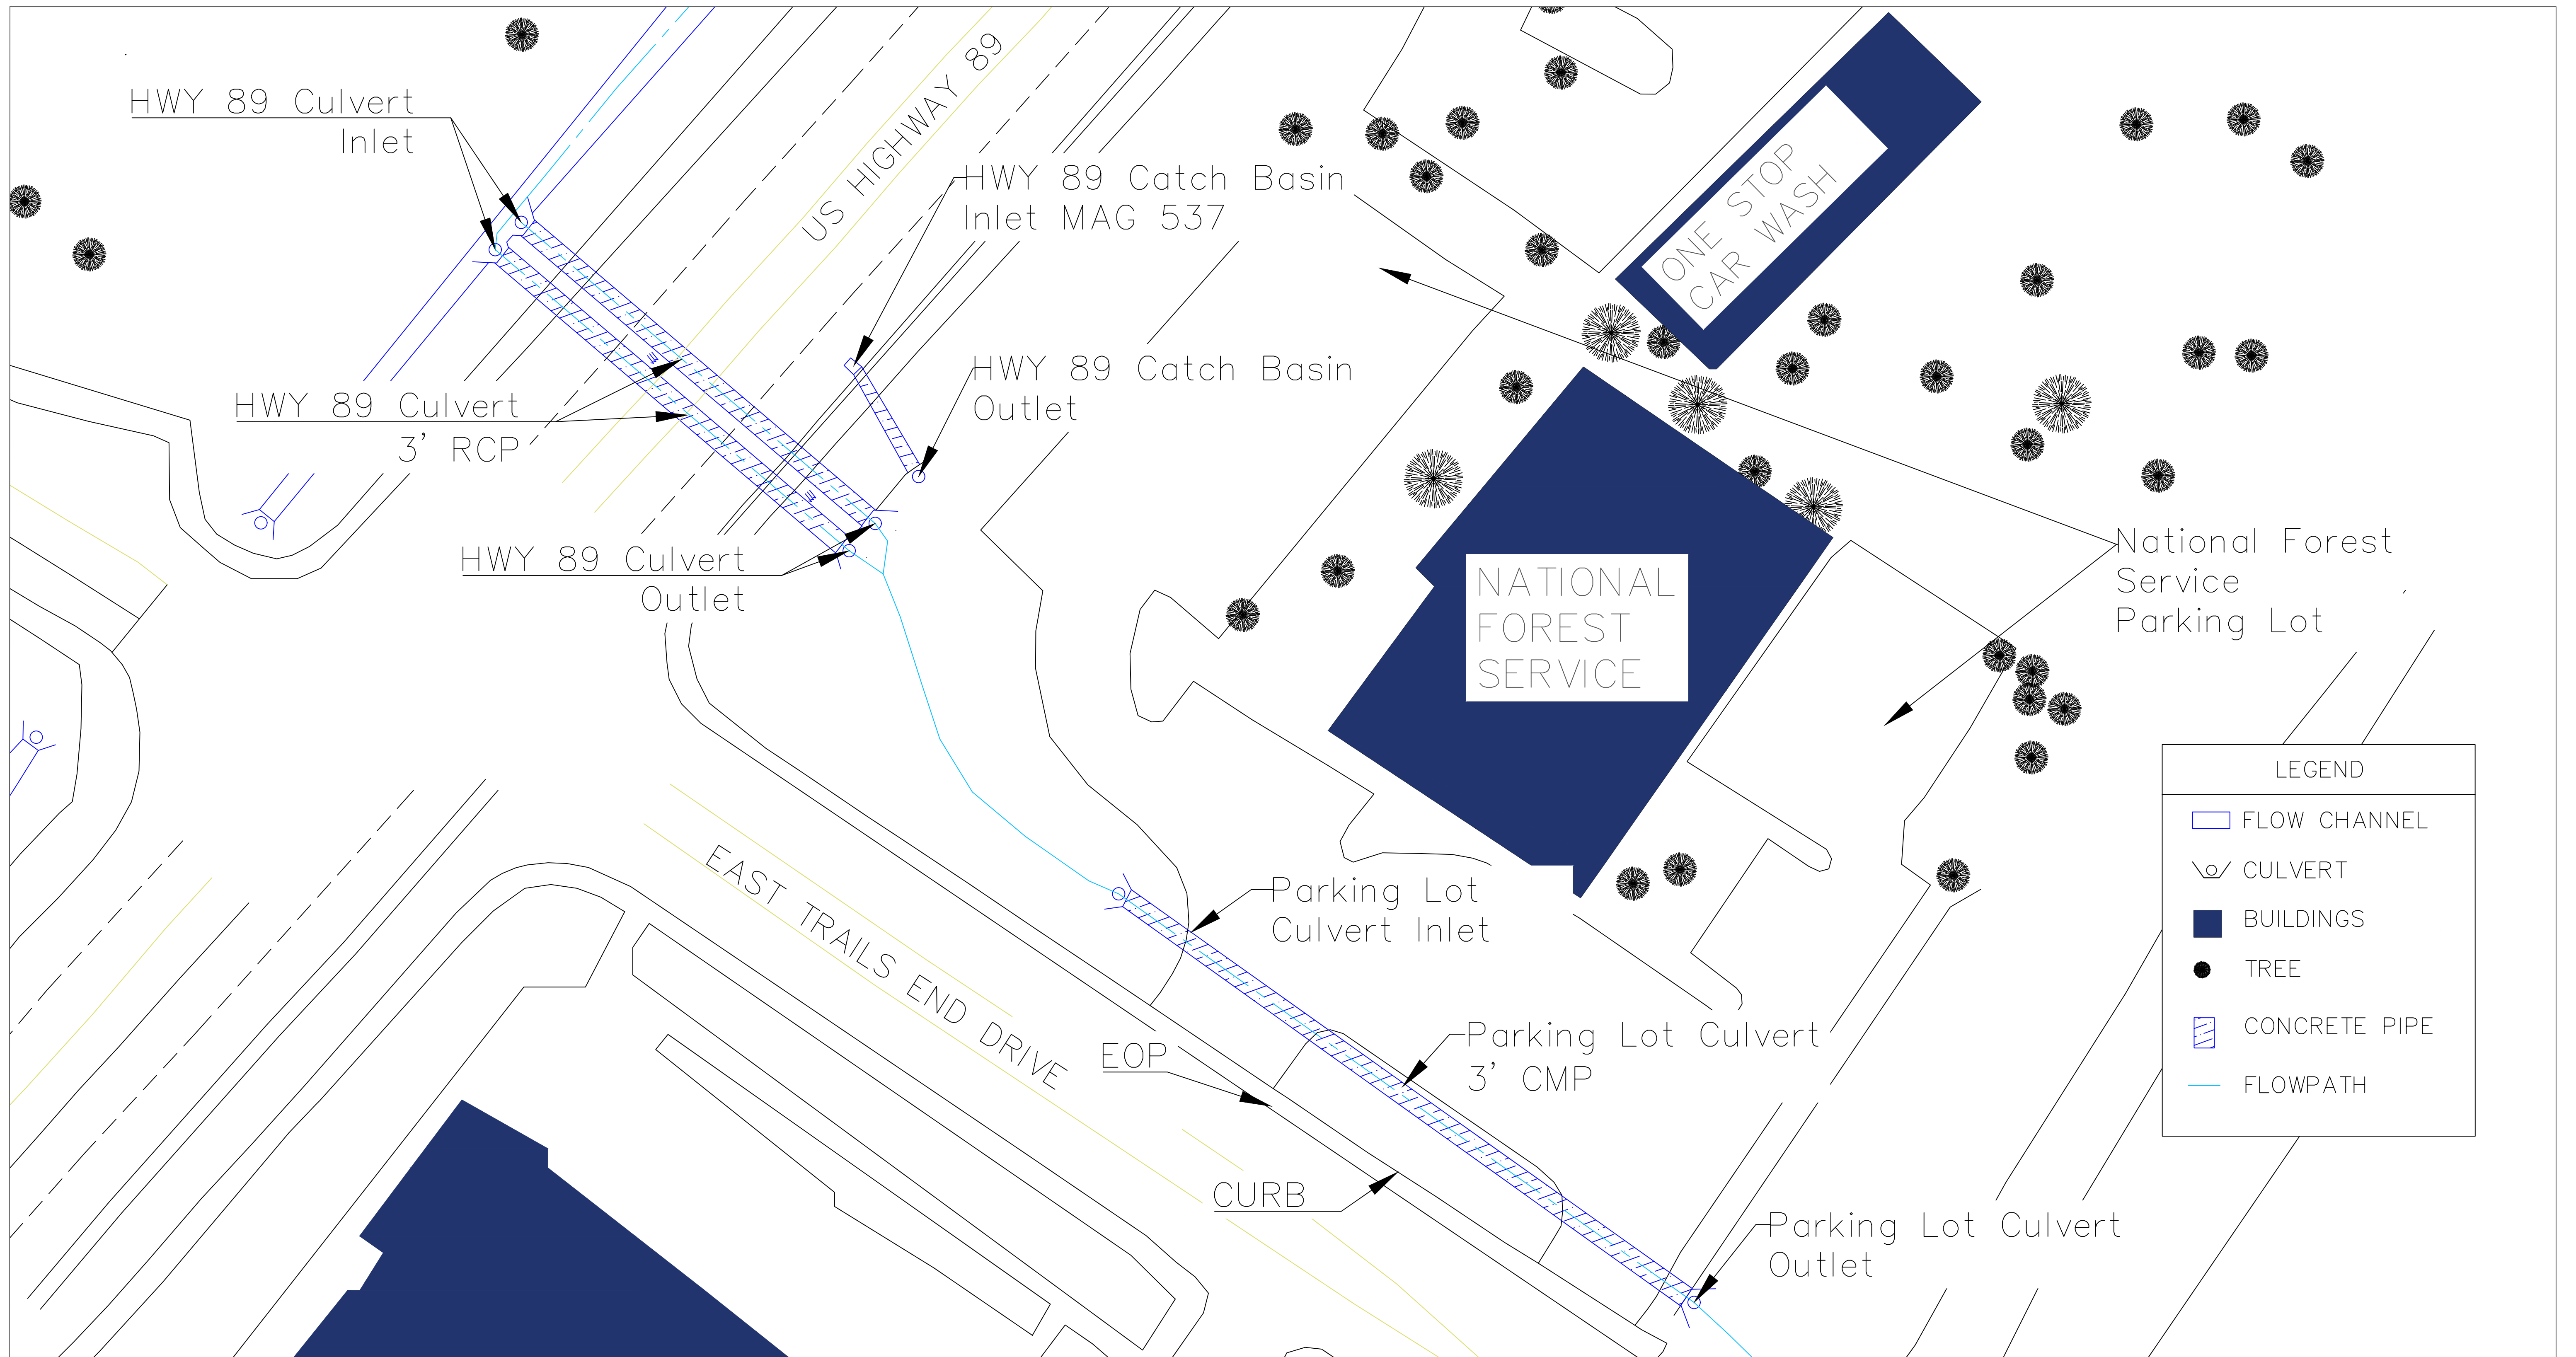 HWY 89 Culvert
Inlet
US HIGHWAY 89
HWY 89 Catch Basin
Inlet MAG 537
ONE STOP
CAR WASH
HWY 89 Catch Basin
Outlet
HWY 89 Culvert
3' RCP
HWY 89 Culvert
Outlet
NATIONAL
FOREST
SERVICE
National Forest
Service
Parking Lot
EAST TRAILS END DRIVE
Parking Lot
Culvert Inlet
EOP
Parking Lot Culvert
3' CMP
CURB
Parking Lot Culvert
Outlet
LEGEND
FLOW CHANNEL
CULVERT
BUILDINGS
TREE
CONCRETE PIPE
FLOWPATH